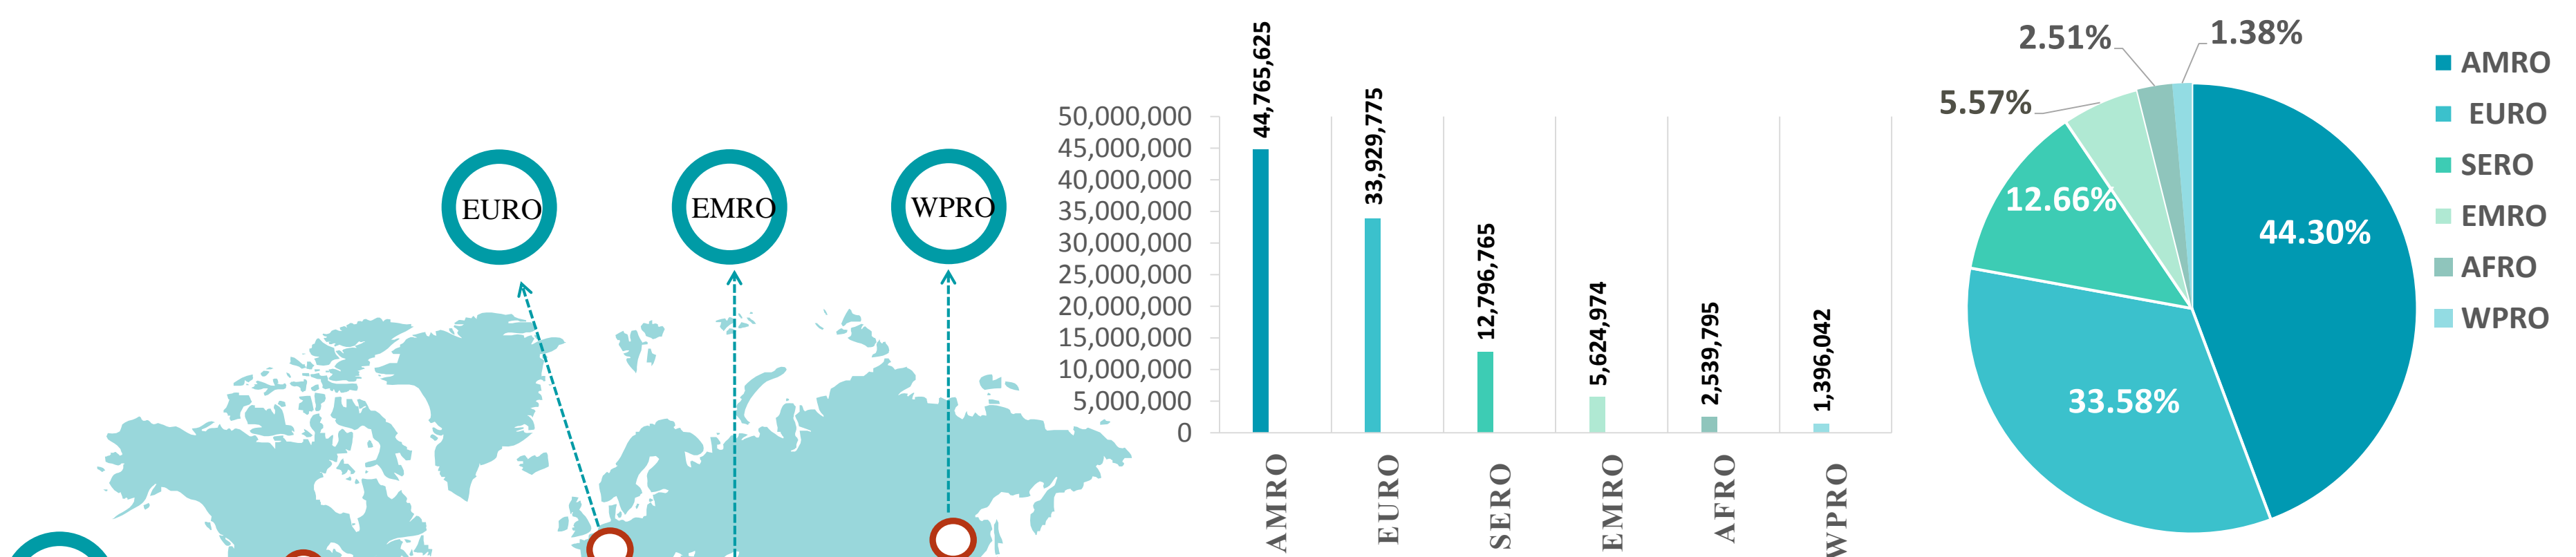 EURO
EMRO
WPRO
50,000,000
45,000,000
40,000,000
35,000,000
30,000,000
25,000,000
20,000,000
15,000,000
10,000,000
5,000,000
0
44,765,625
33,929,775
12,796,765
5,624,974
2,539,795
1,396,042
AMRO
EURO
SERO
EMRO
AFRO
WPRO
2.51%
1.38%
5.57%
12.66%
44.30%
33.58%
AMRO
EURO
SERO
EMRO
AFRO
WPRO